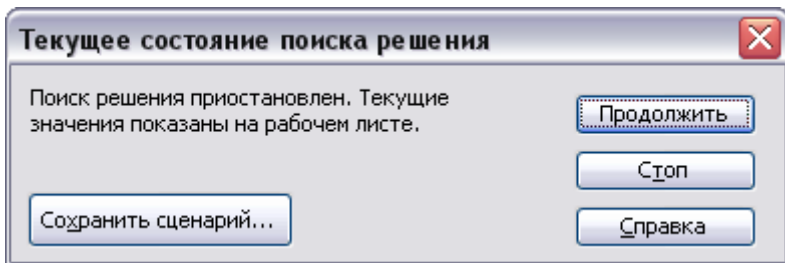 Текущее состояние поиска решения
Поиск решения приостановлен. Текущие
значения показаны на рабочем листе.
Продолжить
Стоп
Сохранить сценарий...
Справка